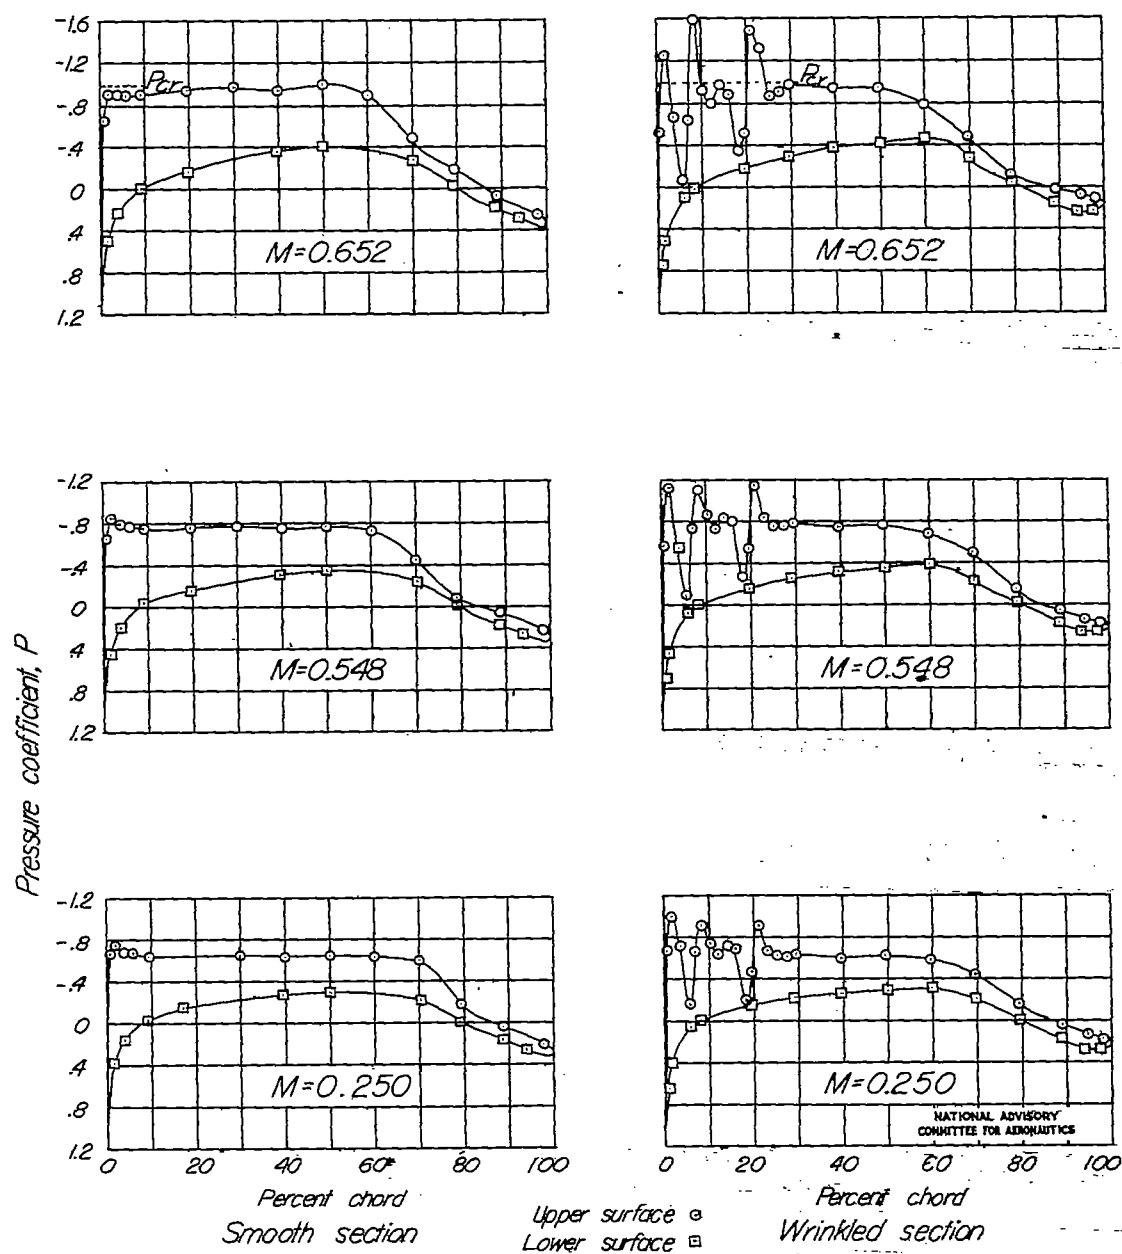 -1.6
-1.2
-.8
-.4
0
.4
.8
1.2
Pcr
M=0.652
Pcr
M=0.652
-1.2
-.8
-.4
0
.4
.8
1.2
M=0.548
M=0.548
Pressure coefficient, P
-1.2
-.8
-.4
0
.4
.8
1.2
M=0.250
M=0.250
NATIONAL ADVISORY
COMMITTEE FOR AERONAUTICS
0 20 40 60 80 100
0 20 40 60 80 100
Percent chord
Percent chord
Smooth section
Upper surface
Lower surface
Wrinkled section